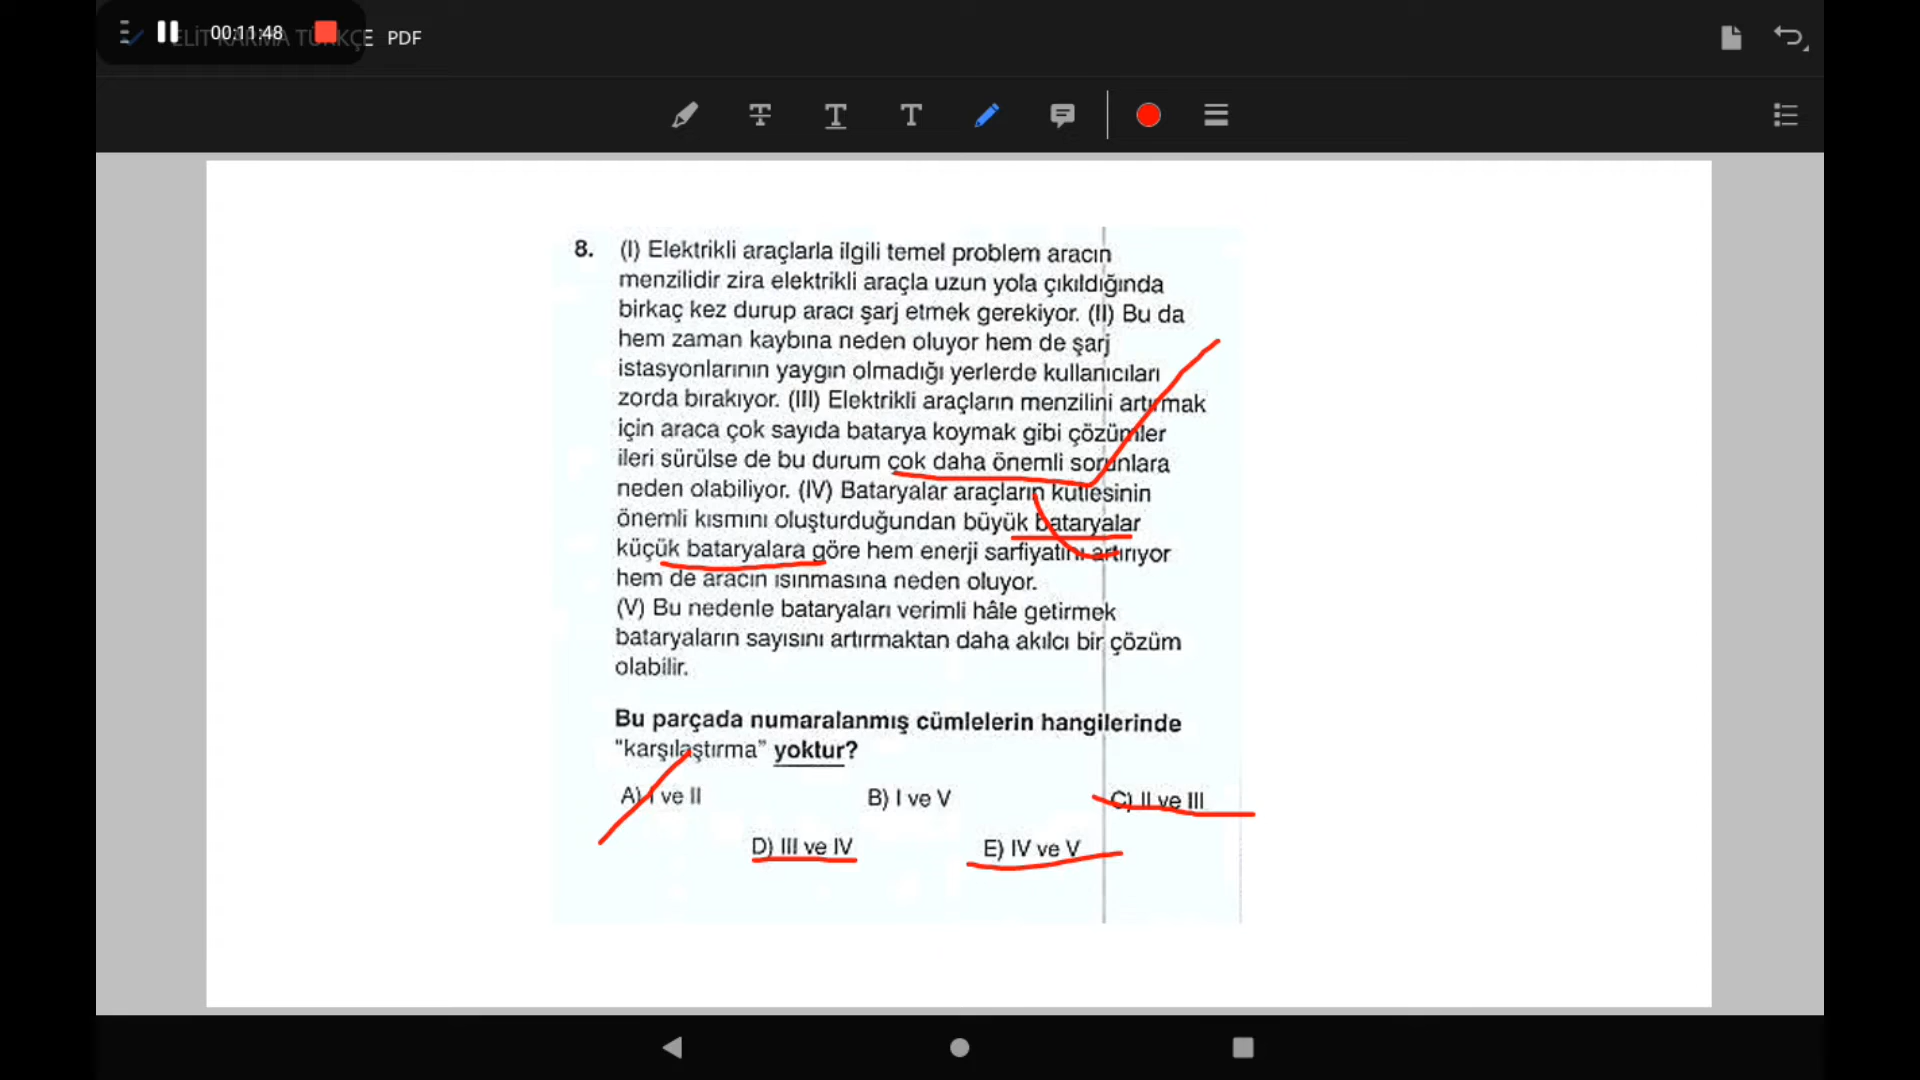 00:11:48
ELİT KARMA TÜRKÇE PDF
8. (I) Elektrikli araçlarla ilgili temel problem aracın
menzilidir zira elektrikli araçla uzun yola çıkıldığında
birkaç kez durup aracı şarj etmek gerekiyor. (II) Bu da
hem zaman kaybına neden oluyor hem de şarj
istasyonlarının yaygın olmadığı yerlerde kullanıcıları
zorda bırakıyor. (III) Elektrikli araçların menzilini artırmak
için araca çok sayıda batarya koymak gibi çözümler
ileri sürülse de bu durum çok daha önemli sorunlara
neden olabiliyor. (IV) Bataryalar araçların kütlesinin
önemli kısmını oluşturduğundan büyük bataryalar
küçük bataryalara göre hem enerji sarfiyatını artırıyor
hem de aracın ısınmasına neden oluyor.
(V) Bu nedenle bataryaları verimli hâle getirmek
bataryaların sayısını artırmaktan daha akılcı bir çözüm
olabilir.
Bu parçada numaralanmış cümlelerin hangilerinde
"karşılaştırma" yoktur?
A) I ve II B) I ve V C) II ve III
D) III ve IV E) IV ve V